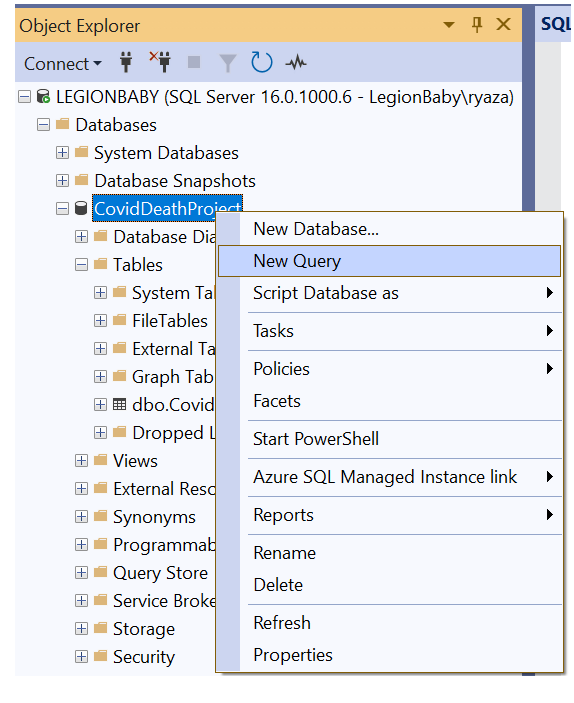 Object Explorer
SQL
Connect
LEGIONBABY (SQL Server 16.0.1000.6 - LegionBaby\ryaza)
Databases
System Databases
Database Snapshots
CovidDeathProject
Database Dia
Tables
System Tal
FileTables
External Ta
Graph Tab
dbo.Covid
Dropped L
Views
External Resc
Synonyms
Programmab
Query Store
Service Broke
Storage
Security
New Database...
New Query
Script Database as
Tasks
Policies
Facets
Start PowerShell
Azure SQL Managed Instance link
Reports
Rename
Delete
Refresh
Properties